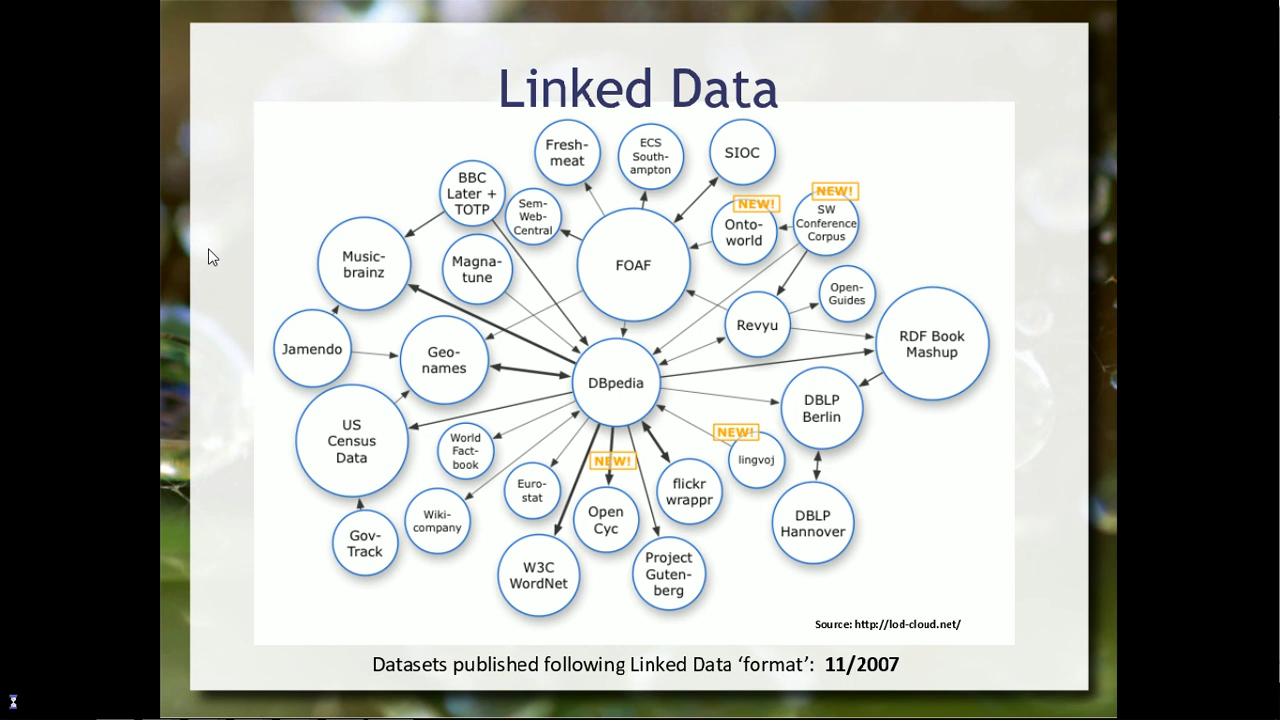 Linked Data
Fresh-
meat
ECS
South-
ampton
SIOC
BBC
Later +
TOTP
Sem-
Web-
Central
NEW!
Onto-
world
NEW!
SW
Conference
Corpus
Music-
brainz
Magna-
tune
FOAF
Open-
Guides
Revyu
RDF Book
Mashup
Jamendo
Geo-
names
DBpedia
DBLP
Berlin
US
Census
Data
World
Fact-
book
NEW!
lingvoj
NEW!
Open
Cyc
Euro-
stat
flickr
wrappr
Wiki-
company
DBLP
Hannover
Gov-
Track
W3C
WordNet
Project
Guten-
berg
Source: http://lod-cloud.net/
Datasets published following Linked Data ‘format’: 11/2007